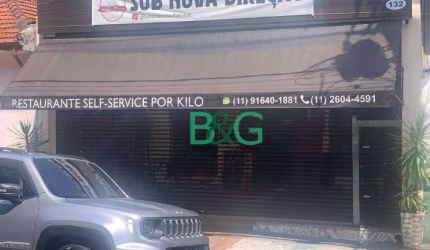 SOB NOVA DIREÇÃO
132
RESTAURANTE SELF-SERVICE POR KILO (11) 91640-1881 (11) 2604-4591
B&G